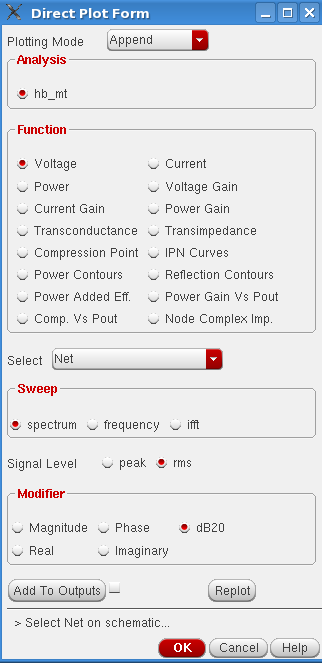 Direct Plot Form
Plotting Mode Append
Analysis
hb_mt
Function
Voltage Current
Power Voltage Gain
Current Gain Power Gain
Transconductance Transimpedance
Compression Point IPN Curves
Power Contours Reflection Contours
Power Added Eff. Power Gain Vs Pout
Comp. Vs Pout Node Complex Imp.
Select Net
Sweep
spectrum frequency ifft
Signal Level peak rms
Modifier
Magnitude Phase dB20
Real Imaginary
Add To Outputs Replot
> Select Net on schematic...
OK Cancel Help